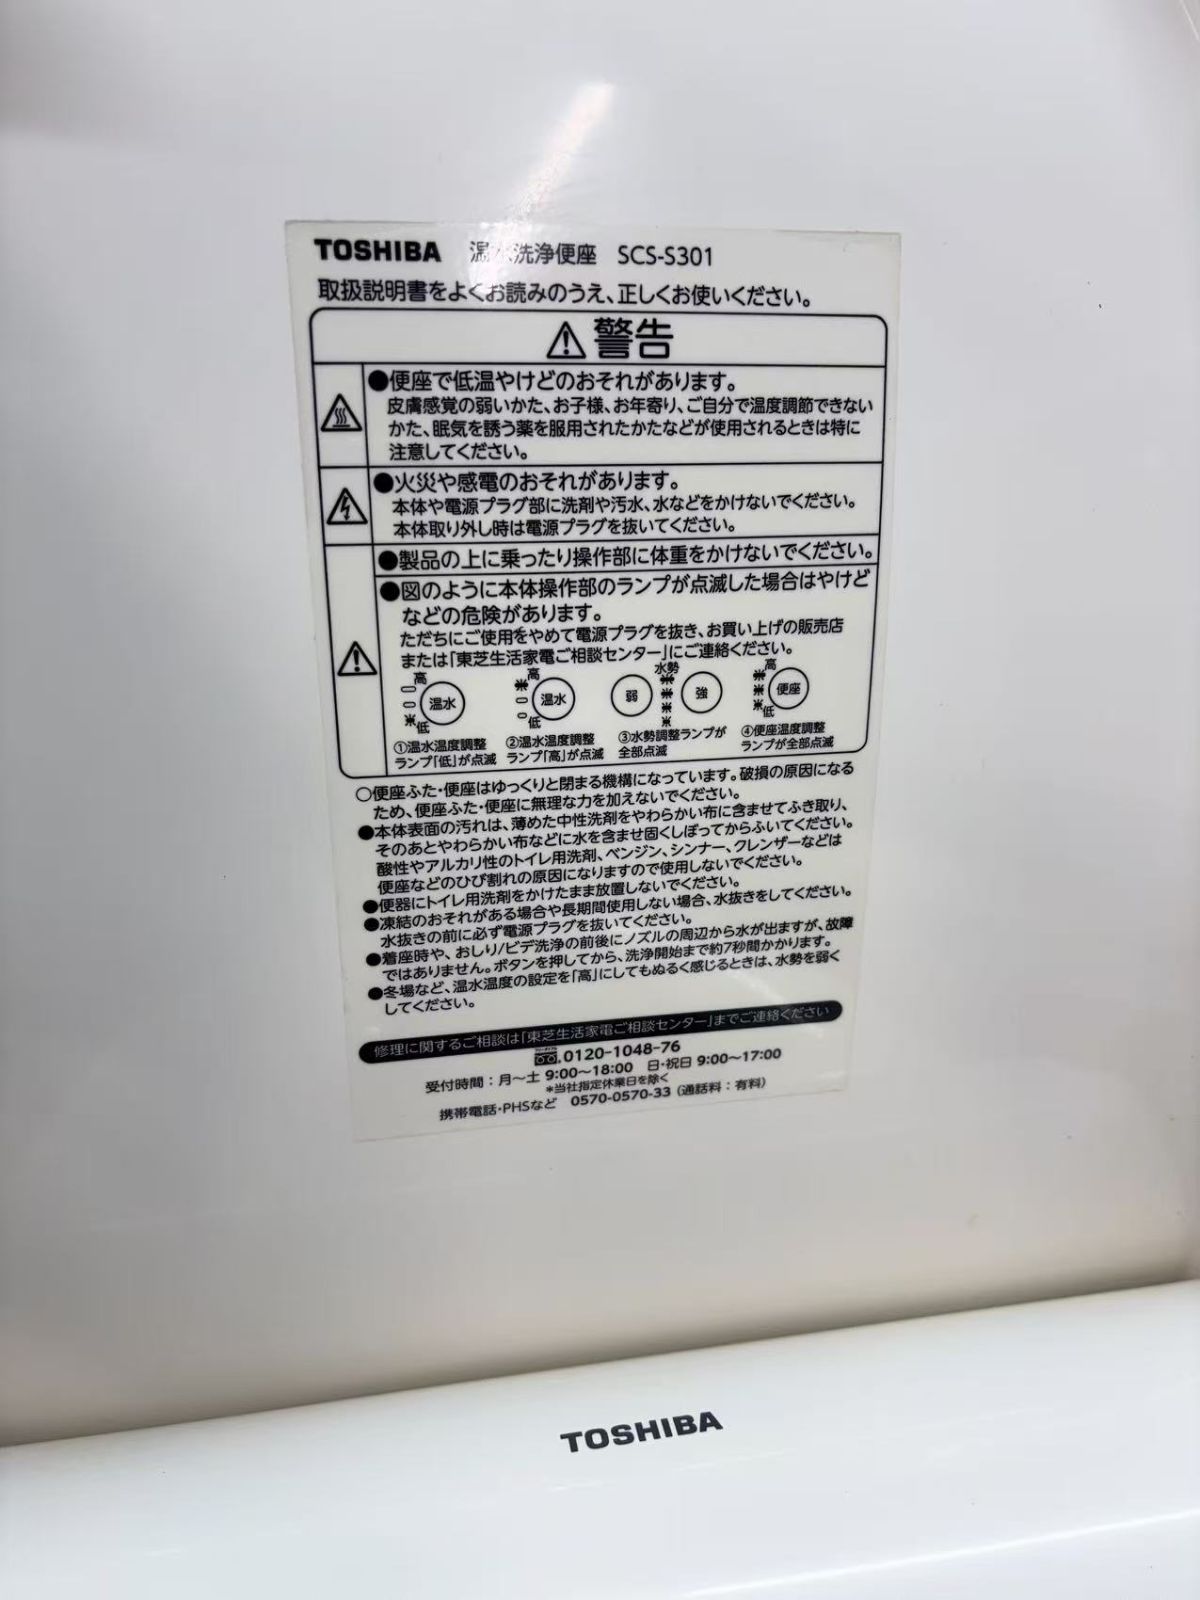 TOSHIBA 温水洗浄便座 SCS-S301
取扱説明書をよくお読みのうえ、正しくお使いください。
警告
●便座で低温やけどのおそれがあります。
皮膚感覚の弱いかた、お子様、お年寄り、ご自分で温度調節できない
かた、眠気を誘う薬を服用されたかたなどが使用されるときは特に
注意してください。
●火災や感電のおそれがあります。
本体や電源プラグ部に洗剤や汚水、水などをかけないでください。
本体取り外し時は電源プラグを抜いてください。
●製品の上に乗ったり操作部に体重をかけないでください。
●図のように本体操作部のランプが点滅した場合はやけど
などの危険があります。
ただちにご使用をやめて電源プラグを抜き、お買い上げの販売店
または「東芝生活家電ご相談センター」にご連絡ください。
高 温水 低
高 温水 低
弱 水勢 強
高 便座 低
①温水温度調整
ランプ「低」が点滅
②温水温度調整
ランプ「高」が点滅
③水勢調整ランプが
全部点滅
④便座温度調整
ランプが全部点滅
○便座ふた・便座はゆっくりと閉まる機構になっています。破損の原因になる
ため、便座ふた・便座に無理な力を加えないでください。
●本体表面の汚れは、薄めた中性洗剤をやわらかい布に含ませてふき取り、
そのあとやわらかい布などに水を含ませ固くしぼってからふいてください。
酸性やアルカリ性のトイレ用洗剤、ベンジン、シンナー、クレンザーなどは
便座などのひび割れの原因になりますので使用しないでください。
●便器にトイレ用洗剤をかけたまま放置しないでください。
●凍結のおそれがある場合や長期間使用しない場合、水抜きをしてください。
水抜きの前に必ず電源プラグを抜いてください。
●着座時や、おしり/ビデ洗浄の前後にノズルの周辺から水が出ますが、故障
ではありません。ボタンを押してから、洗浄開始まで約7秒間かかります。
●冬場など、温水温度の設定を「高」にしてもぬるく感じるときは、水勢を弱く
してください。
修理に関するご相談は「東芝生活家電ご相談センター」までご連絡ください
0120-1048-76
受付時間：月〜土 9:00〜18:00 日・祝日 9:00〜17:00
*当社指定休業日を除く
携帯電話・PHSなど 0570-0570-33（通話料：有料）
TOSHIBA